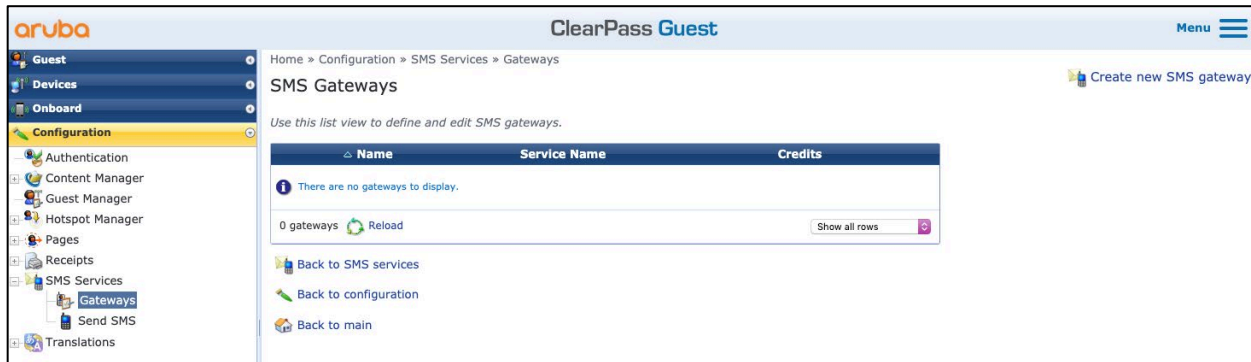 aruba
ClearPass Guest
Menu
Guest
Devices
Onboard
Configuration
Authentication
Content Manager
Guest Manager
Hotspot Manager
Pages
Receipts
SMS Services
Gateways
Send SMS
Translations
Home » Configuration » SMS Services » Gateways
SMS Gateways
Create new SMS gateway
Use this list view to define and edit SMS gateways.
Name Service Name Credits
There are no gateways to display.
0 gateways Reload Show all rows
Back to SMS services
Back to configuration
Back to main